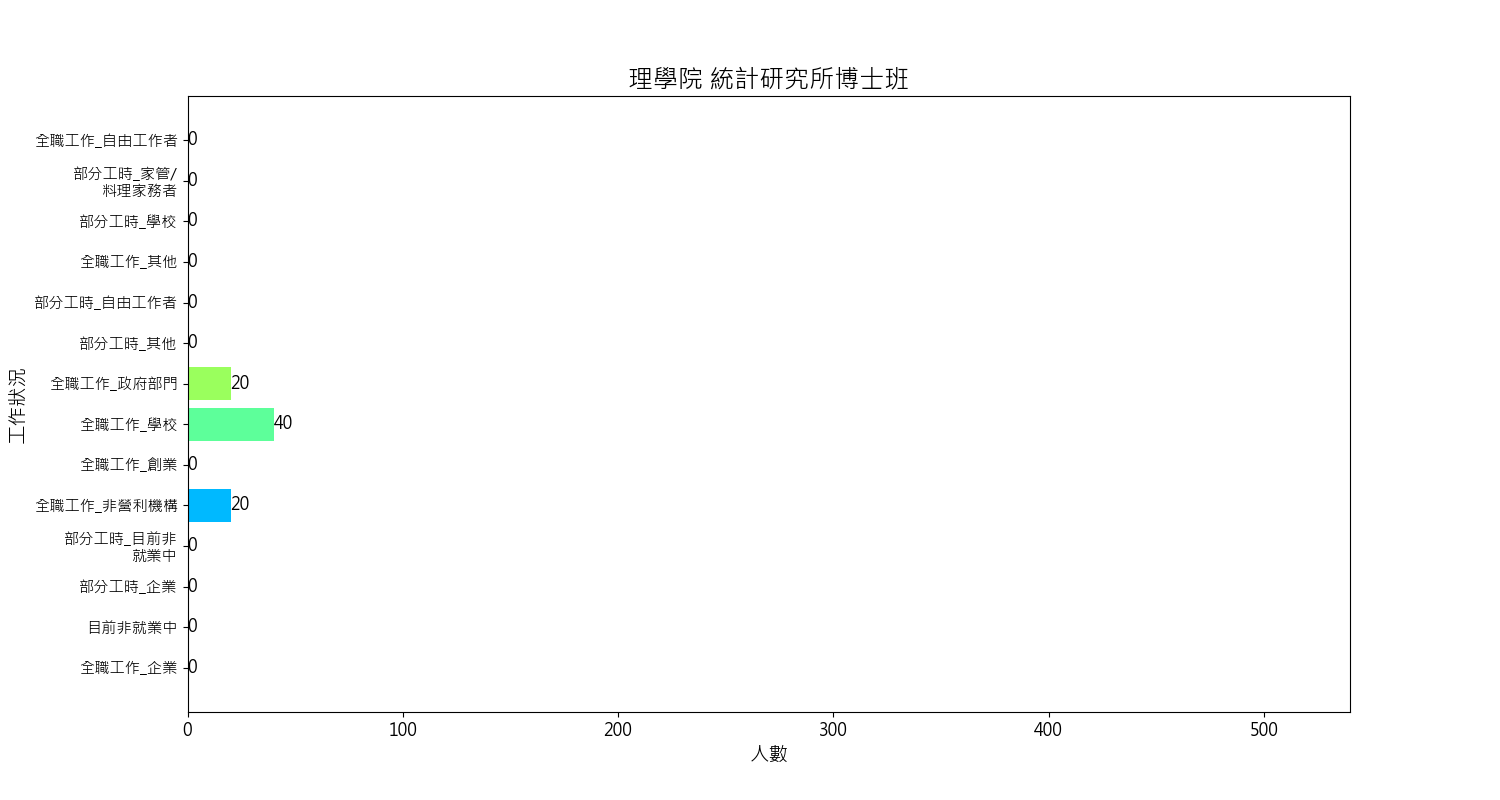 理學院 統計研究所博士班
工作狀況
全職工作_自由工作者 0
部分工時_家管/
料理家務者 0
部分工時_學校 0
全職工作_其他 0
部分工時_自由工作者 0
部分工時_其他 0
全職工作_政府部門 20
全職工作_學校 40
全職工作_創業 0
全職工作_非營利機構 20
部分工時_目前非
就業中 0
部分工時_企業 0
目前非就業中 0
全職工作_企業 0
0 100 200 300 400 500
人數